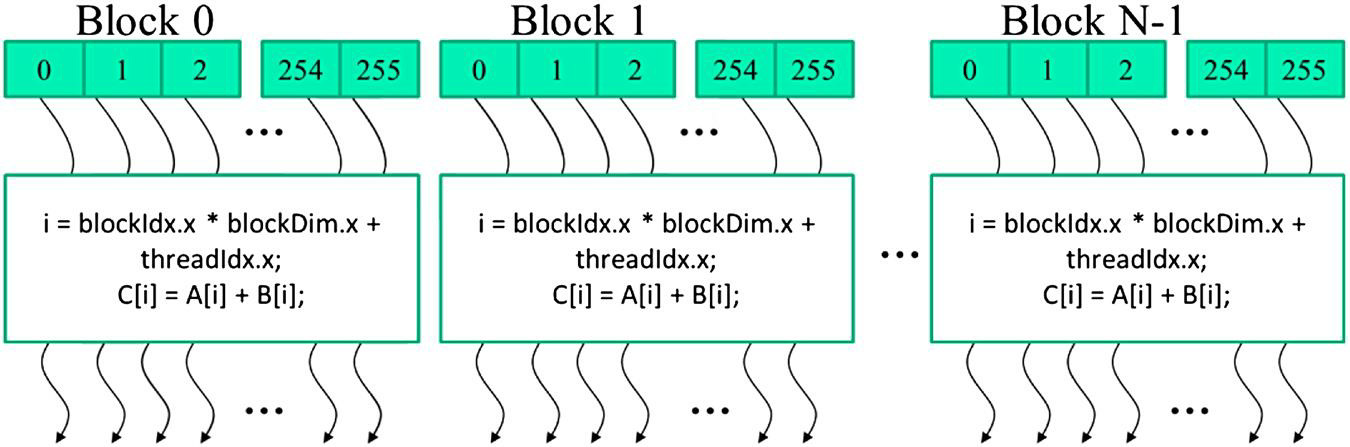 Block 0
0 1 2 254 255
...
i = blockIdx.x * blockDim.x +
threadIdx.x;
C[i] = A[i] + B[i];
...
Block 1
0 1 2 254 255
...
i = blockIdx.x * blockDim.x +
threadIdx.x;
C[i] = A[i] + B[i];
...
...
Block N-1
0 1 2 254 255
...
i = blockIdx.x * blockDim.x +
threadIdx.x;
C[i] = A[i] + B[i];
...